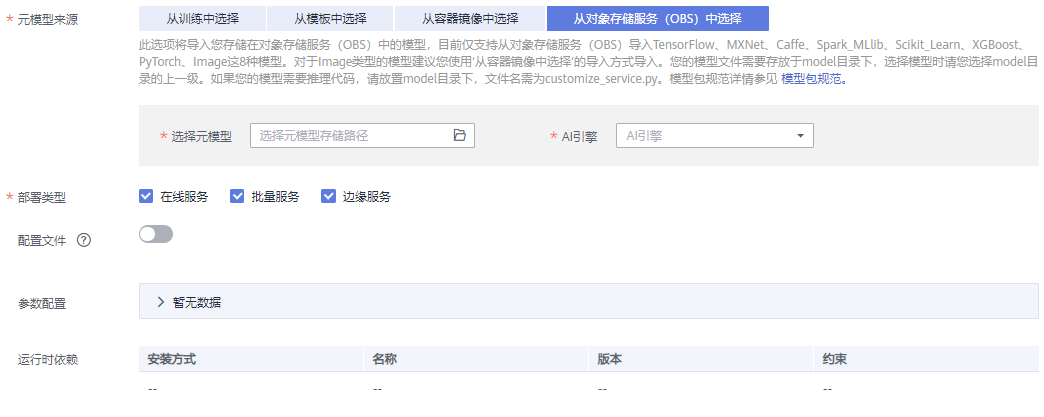 * 元模型来源 从训练中选择 从模板中选择 从容器镜像中选择 从对象存储服务（OBS）中选择
此选项将导入您存储在对象存储服务（OBS）中的模型，目前仅支持从对象存储服务（OBS）导入TensorFlow、MXNet、Caffe、Spark_MLlib、Scikit_Learn、XGBoost、
PyTorch、Image这8种模型。对于Image类型的模型建议您使用‘从容器镜像中选择’的导入方式导入。您的模型文件需要存放于model目录下，选择模型时请您选择model目
录的上一级。如果您的模型需要推理代码，请放置model目录下，文件名需为customize_service.py。模型包规范详情参见 模型包规范。
* 选择元模型 选择元模型存储路径 * AI引擎 AI引擎
* 部署类型 在线服务 批量服务 边缘服务
配置文件 ?
参数配置 暂无数据
运行时依赖 安装方式 名称 版本 约束
-- -- -- --